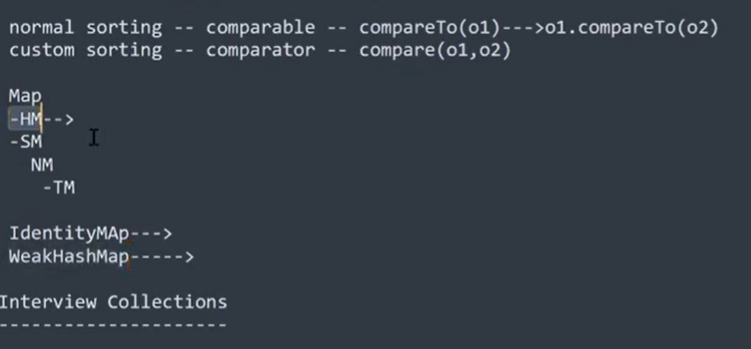 normal sorting -- comparable -- compareTo(o1)--->o1.compareTo(o2)
custom sorting -- comparator -- compare(o1,o2)
Map
-HM-->
-SM
NM
-TM
IdentityMAp--->
WeakHashMap----->
Interview Collections
----------------------